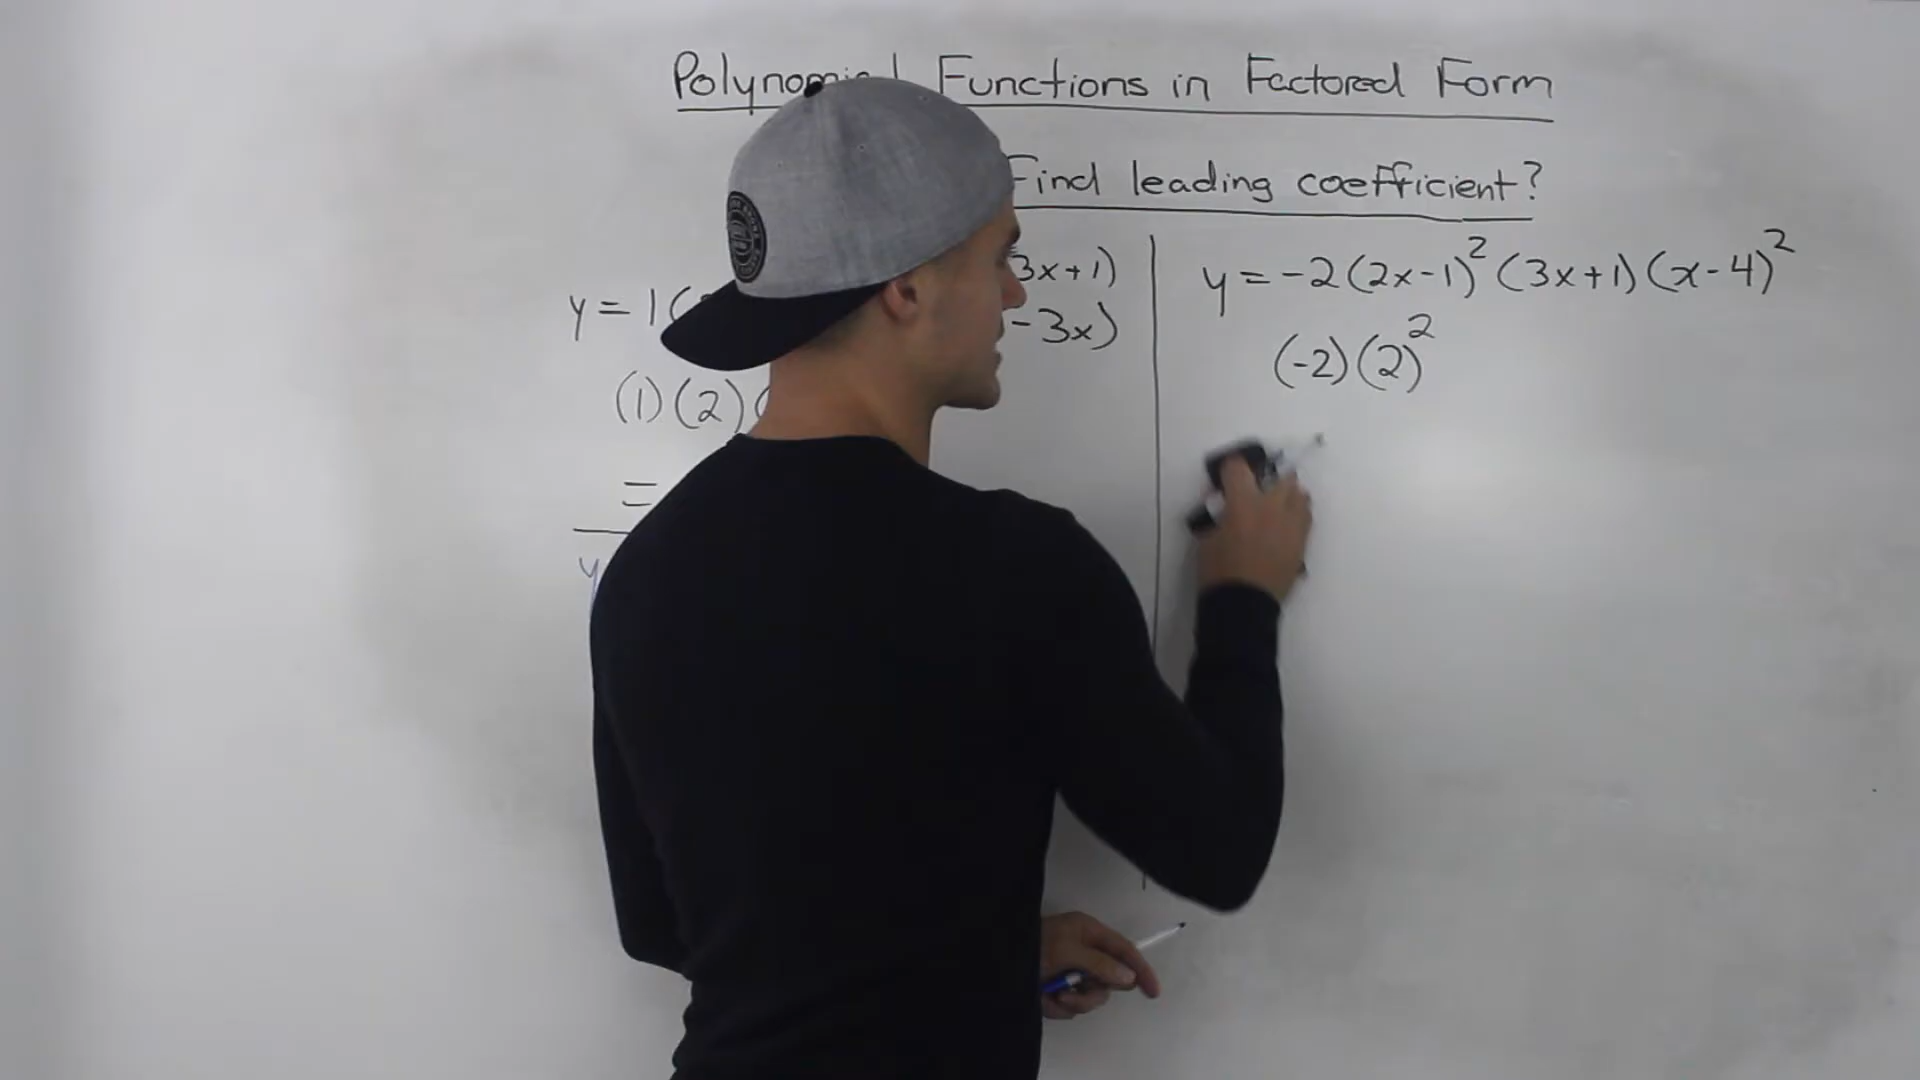 Polynomial Functions in Factored Form
Find leading coefficient?
y = 1(
3x+1)
-3x)
(1)(2)(
=
y
y = -2(2x-1)² (3x+1)(x-4)²
(-2)(2)²